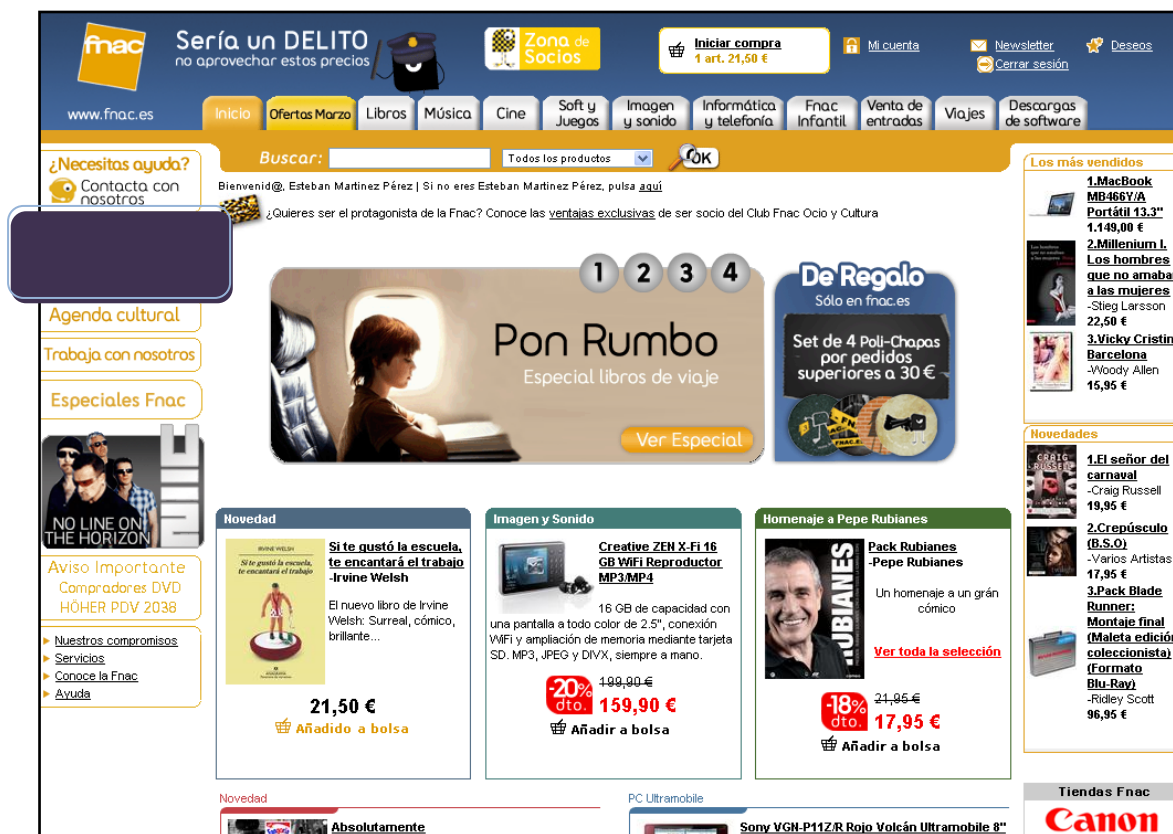 fnac
www.fnac.es
Sería un DELITO
no aprovechar estos precios
Zona de
Socios
Iniciar compra
1 art. 21,50 €
Mi cuenta
Newsletter
Deseos
Cerrar sesión
Inicio
Ofertas Marzo
Libros
Música
Cine
Soft y
Juegos
Imagen
y sonido
Informática
y telefonía
Fnac
Infantil
Venta de
entradas
Viajes
Descargas
de software
Buscar:
Todos los productos
OK
¿Necesitas ayuda?
Contacta con
nosotros
Agenda cultural
Trabaja con nosotros
Especiales Fnac
NO LINE ON
THE HORIZON
U2
Aviso Importante
Compradores DVD
HÖHER PDV 2038
Nuestros compromisos
Servicios
Conoce la Fnac
Ayuda
Bienvenid@, Esteban Martinez Pérez | Si no eres Esteban Martinez Pérez, pulsa aquí
¿Quieres ser el protagonista de la Fnac? Conoce las ventajas exclusivas de ser socio del Club Fnac Ocio y Cultura
1 2 3 4
Pon Rumbo
Especial libros de viaje
Ver Especial
De Regalo
Sólo en fnac.es
Set de 4 Poli-Chapas
por pedidos
superiores a 30 €
Novedad
IRVINE WELSH
Si te gustó la escuela,
te encantará el trabajo
Si te gustó la escuela,
te encantará el trabajo
-Irvine Welsh
El nuevo libro de Irvine
Welsh: Surreal, cómico,
brillante...
21,50 €
Añadido a bolsa
Imagen y Sonido
Creative ZEN X-Fi 16
GB WiFi Reproductor
MP3/MP4
16 GB de capacidad con
una pantalla a todo color de 2.5", conexión
WiFi y ampliación de memoria mediante tarjeta
SD. MP3, JPEG y DIVX, siempre a mano.
-20%
dto.
199,90 €
159,90 €
Añadir a bolsa
Homenaje a Pepe Rubianes
RUBIANES
Pack Rubianes
-Pepe Rubianes
Un homenaje a un grán
cómico
Ver toda la selección
-18%
dto.
21,95 €
17,95 €
Añadir a bolsa
Novedad
Absolutamente
PC Ultramobile
Sony VGN-P11Z/R Rojo Volcán Ultramobile 8"
Los más vendidos
1.MacBook
MB466Y/A
Portátil 13.3"
1.149,00 €
2.Millenium I.
Los hombres
que no amaba
a las mujeres
-Stieg Larsson
22,50 €
3.Vicky Cristin
Barcelona
-Woody Allen
15,95 €
Novedades
CRAIG
RUSSELL
1.El señor del
carnaval
-Craig Russell
19,95 €
2.Crepúsculo
(B.S.O)
-Varios Artistas
17,95 €
3.Pack Blade
Runner:
Montaje final
(Maleta edición
coleccionista)
(Formato
Blu-Ray)
-Ridley Scott
96,95 €
Tiendas Fnac
Canon